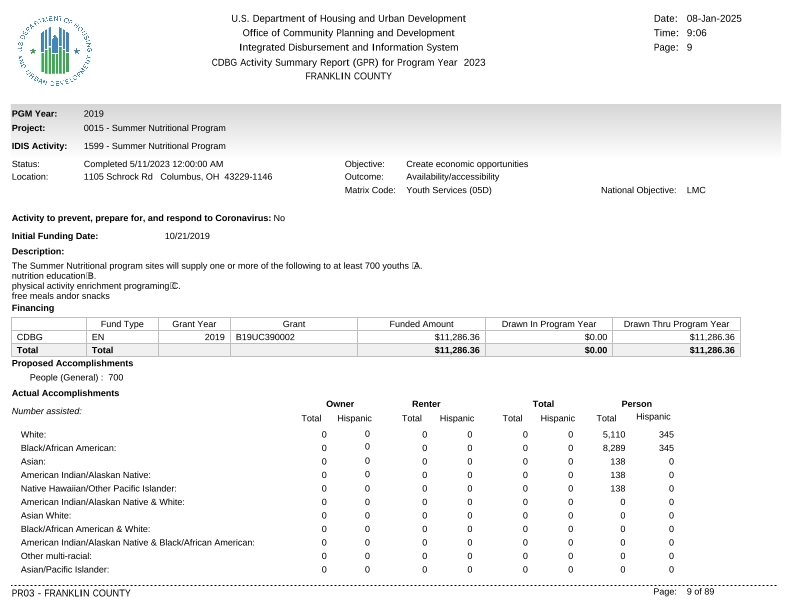 U.S. DEPARTMENT OF HOUSING AND URBAN DEVELOPMENT
U.S. Department of Housing and Urban Development
Office of Community Planning and Development
Integrated Disbursement and Information System
CDBG Activity Summary Report (GPR) for Program Year 2023
FRANKLIN COUNTY
Date: 08-Jan-2025
Time: 9:06
Page: 9
PGM Year: 2019
Project: 0015 - Summer Nutritional Program
IDIS Activity: 1599 - Summer Nutritional Program
Status: Completed 5/11/2023 12:00:00 AM Objective: Create economic opportunities
Location: 1105 Schrock Rd Columbus, OH 43229-1146 Outcome: Availability/accessibility
Matrix Code: Youth Services (05D) National Objective: LMC
Activity to prevent, prepare for, and respond to Coronavirus: No
Initial Funding Date: 10/21/2019
Description:
The Summer Nutritional program sites will supply one or more of the following to at least 700 youths A.
nutrition educationB.
physical activity enrichment programingC.
free meals andor snacks
Financing
Fund Type Grant Year Grant Funded Amount Drawn In Program Year Drawn Thru Program Year
CDBG EN 2019 B19UC390002 $11,286.36 $0.00 $11,286.36
Total Total $11,286.36 $0.00 $11,286.36
Proposed Accomplishments
People (General) : 700
Actual Accomplishments
Number assisted: Owner Renter Total Person
Total Hispanic Total Hispanic Total Hispanic Total Hispanic
White: 0 0 0 0 0 0 5,110 345
Black/African American: 0 0 0 0 0 0 8,289 345
Asian: 0 0 0 0 0 0 138 0
American Indian/Alaskan Native: 0 0 0 0 0 0 138 0
Native Hawaiian/Other Pacific Islander: 0 0 0 0 0 0 138 0
American Indian/Alaskan Native & White: 0 0 0 0 0 0 0 0
Asian White: 0 0 0 0 0 0 0 0
Black/African American & White: 0 0 0 0 0 0 0 0
American Indian/Alaskan Native & Black/African American: 0 0 0 0 0 0 0 0
Other multi-racial: 0 0 0 0 0 0 0 0
Asian/Pacific Islander: 0 0 0 0 0 0 0 0
PR03 - FRANKLIN COUNTY Page: 9 of 89